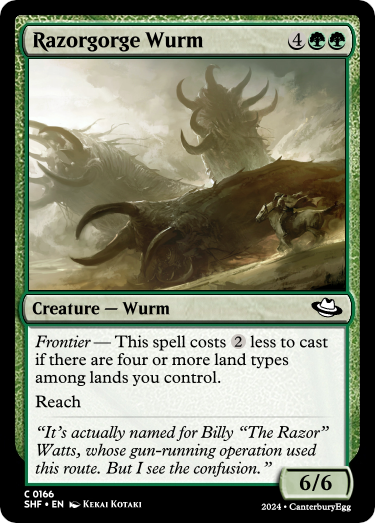 Razorgorge Wurm 4
Creature — Wurm
Frontier — This spell costs 2 less to cast
if there are four or more land types
among lands you control.
Reach
“It’s actually named for Billy “The Razor”
Watts, whose gun-running operation used
this route. But I see the confusion.”
6/6
C 0166
SHF • EN Kekai Kotaki
2024 • CanterburyEgg